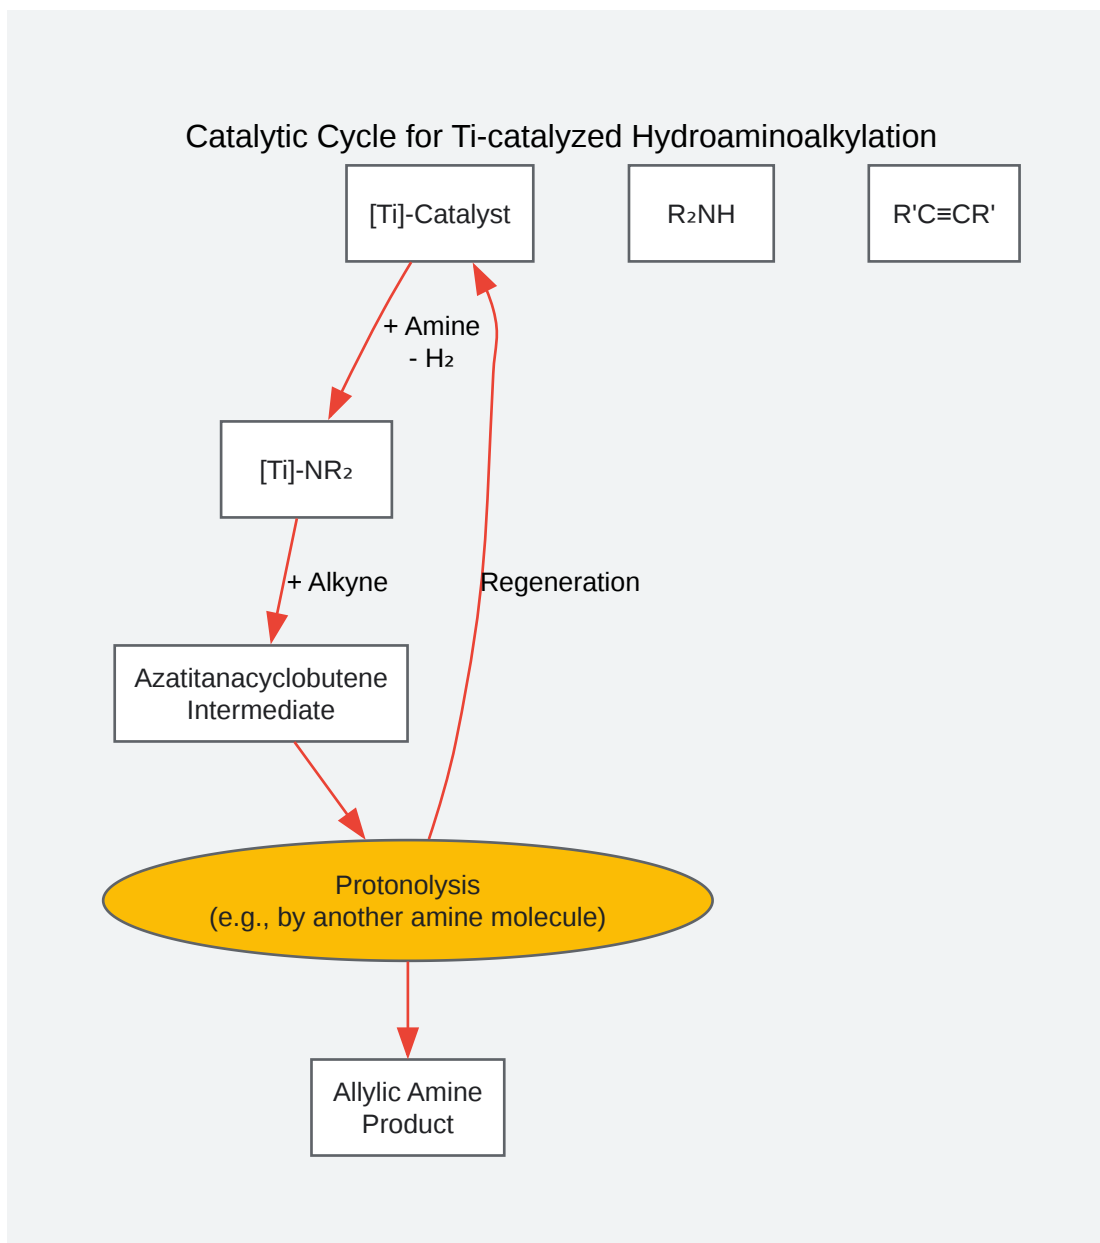 Catalytic Cycle for Ti-catalyzed Hydroaminoalkylation
[Ti]-Catalyst
R₂NH
R'C≡CR'
+ Amine
- H₂
[Ti]-NR₂
+ Alkyne
Regeneration
Azatitanacyclobutene
Intermediate
Protonolysis
(e.g., by another amine molecule)
Allylic Amine
Product